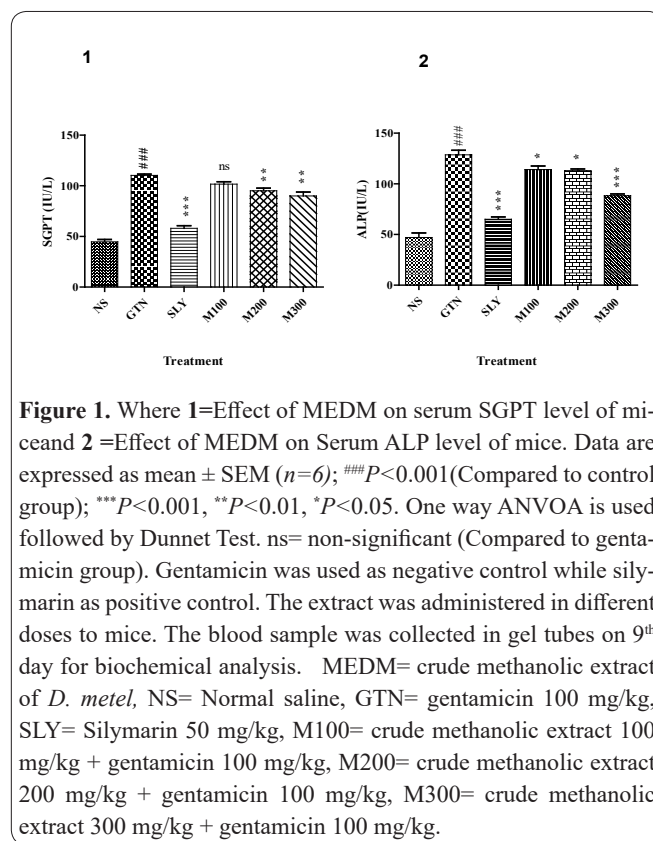 1
2
150
100
50
0
SGPT (IU/L)
###
***
ns
**
**
NS
GTN
SLY
M100
M200
M300
Treatment
150
100
50
0
ALP(IU/L)
###
***
*
*
***
NS
GTN
SLY
M100
M200
M300
Treatment
Figure 1. Where 1=Effect of MEDM on serum SGPT level of mi-
ceand 2 =Effect of MEDM on Serum ALP level of mice. Data are
expressed as mean ± SEM (n=6); ###P<0.001(Compared to control
group); ***P<0.001, **P<0.01, *P<0.05. One way ANVOA is used
followed by Dunnet Test. ns= non-significant (Compared to genta-
micin group). Gentamicin was used as negative control while sily-
marin as positive control. The extract was administered in different
doses to mice. The blood sample was collected in gel tubes on 9th
day for biochemical analysis. MEDM= crude methanolic extract
of D. metel, NS= Normal saline, GTN= gentamicin 100 mg/kg,
SLY= Silymarin 50 mg/kg, M100= crude methanolic extract 100
mg/kg + gentamicin 100 mg/kg, M200= crude methanolic extract
200 mg/kg + gentamicin 100 mg/kg, M300= crude methanolic
extract 300 mg/kg + gentamicin 100 mg/kg.